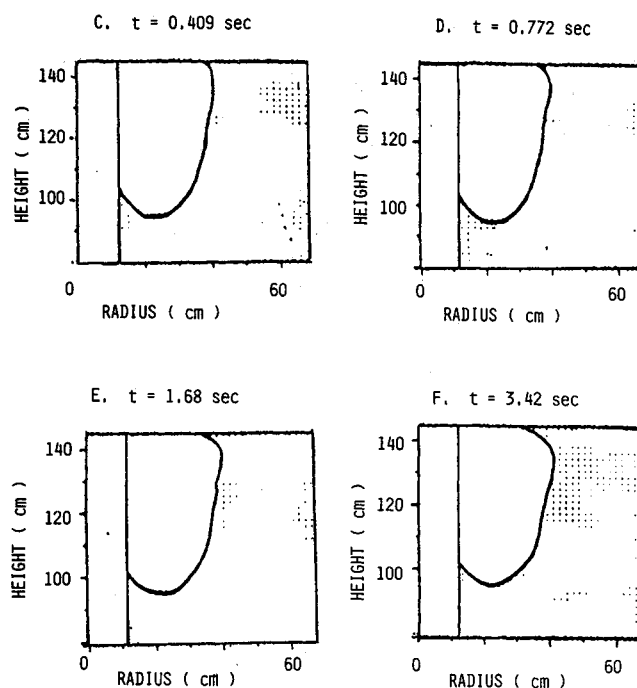 C. t = 0.409 sec
D. t = 0.772 sec
140
120
100
HEIGHT ( cm )
0
60
RADIUS ( cm )
140
120
100
HEIGHT ( cm )
0
60
RADIUS ( cm )
E. t = 1.68 sec
F. t = 3.42 sec
140
120
100
HEIGHT ( cm )
0
60
RADIUS ( cm )
140
120
100
HEIGHT ( cm )
0
60
RADIUS ( cm )